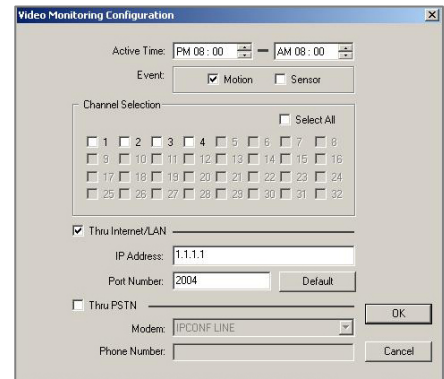 Video Monitoring Configuration
Active Time: PM 08 : 00 — AM 08 : 00
Event: Motion Sensor
Channel Selection
Select All
1 2 3 4 5 6 7 8
9 10 11 12 13 14 15 16
17 18 19 20 21 22 23 24
25 26 27 28 29 30 31 32
Thru Internet/LAN
IP Address: 1.1.1.1
Port Number: 2004 Default
Thru PSTN
OK
Modem: IPCONF LINE
Phone Number:
Cancel